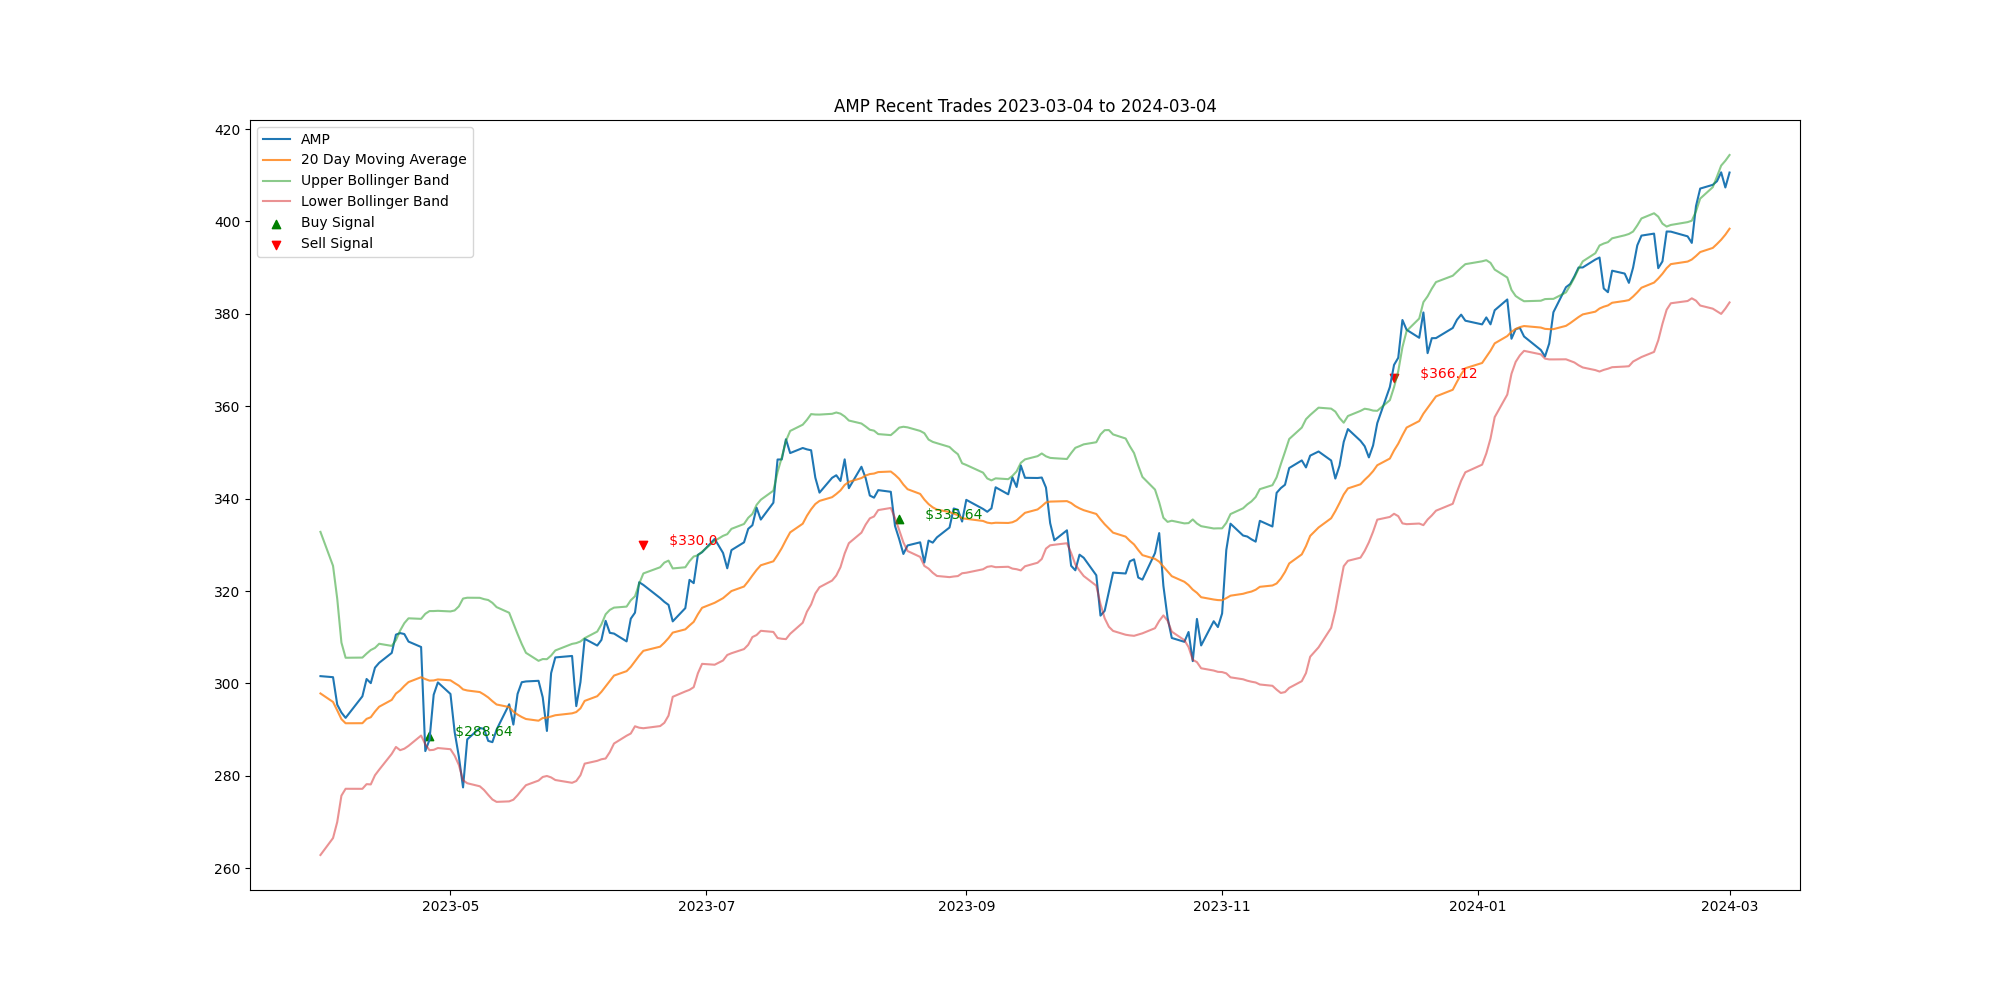 AMP Recent Trades 2023-03-04 to 2024-03-04
AMP
20 Day Moving Average
Upper Bollinger Band
Lower Bollinger Band
Buy Signal
Sell Signal
420
400
380
360
340
320
300
280
260
$288.64
$330.0
$335.64
$366.12
2023-05
2023-07
2023-09
2023-11
2024-01
2024-03